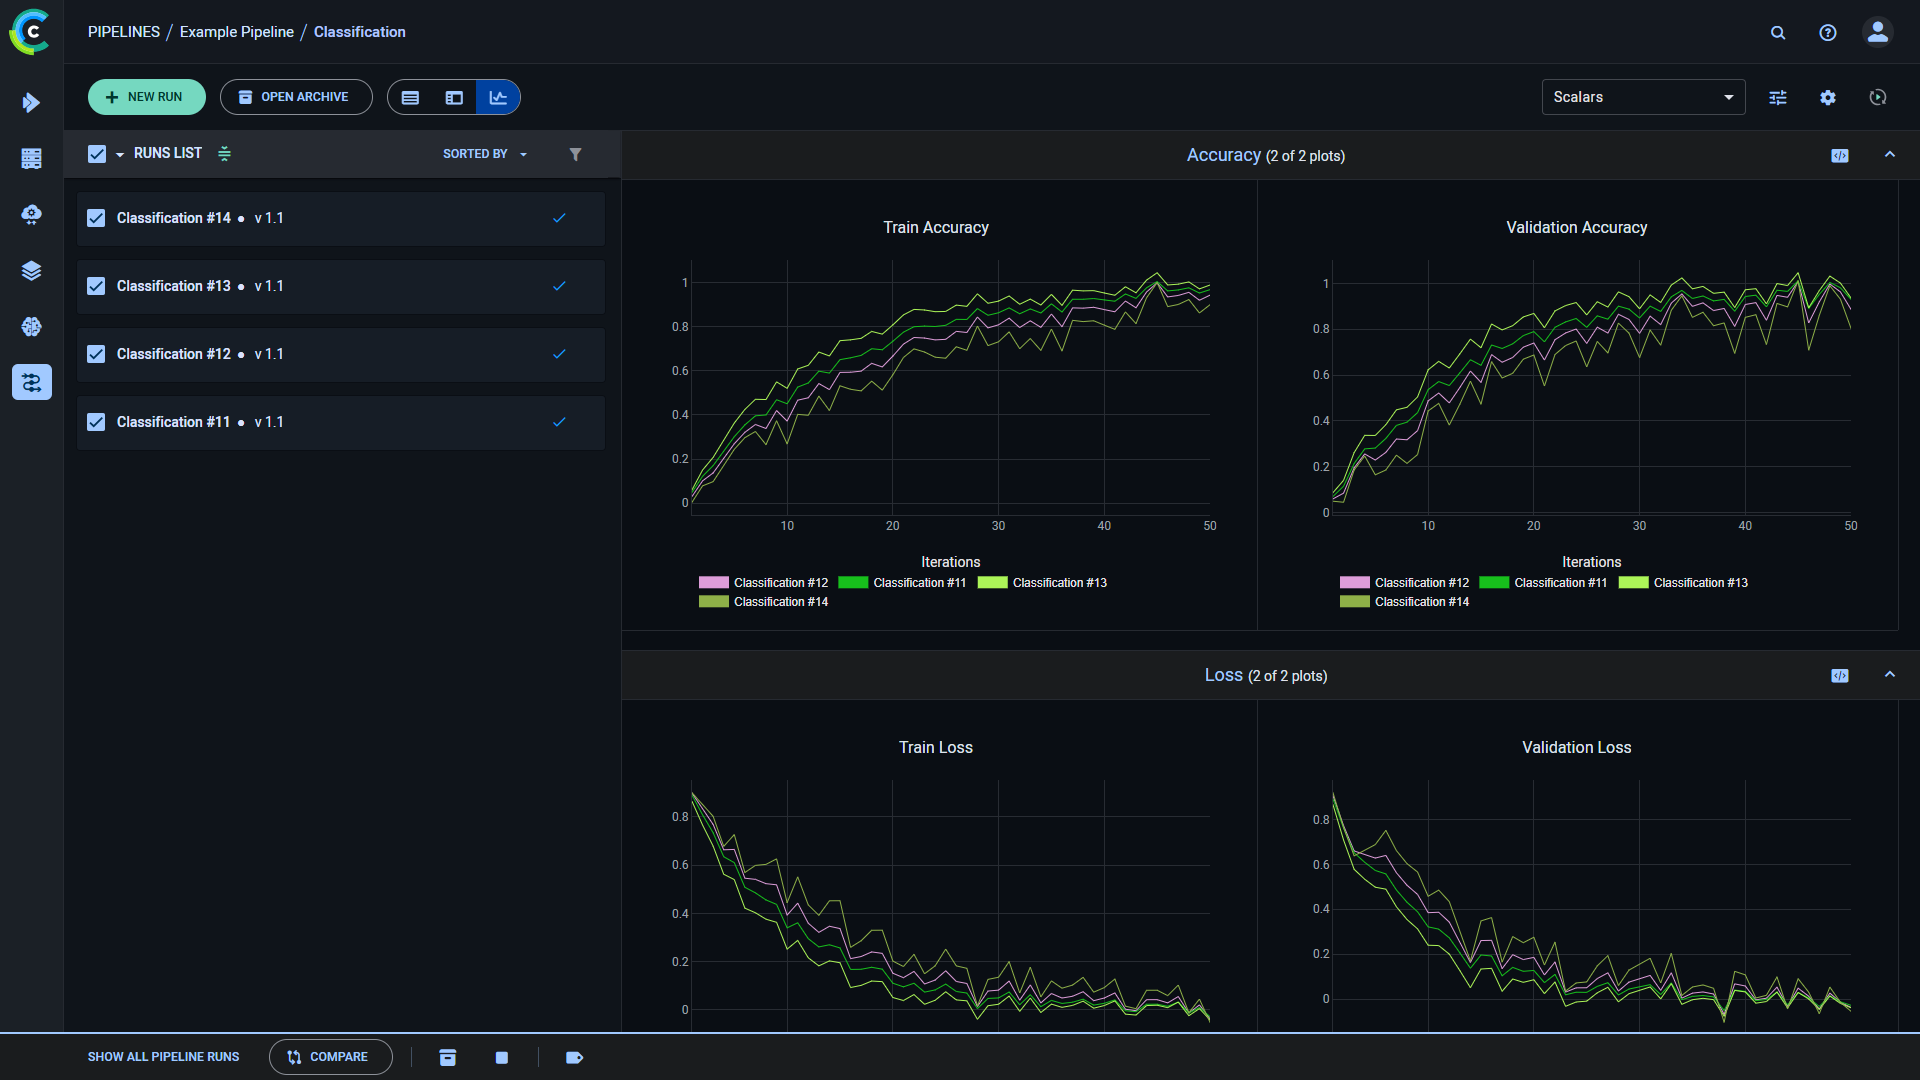 PIPELINES / Example Pipeline / Classification
NEW RUN
OPEN ARCHIVE
Scalars
RUNS LIST
SORTED BY
Classification #14 ● v 1.1
Classification #13 ● v 1.1
Classification #12 ● v 1.1
Classification #11 ● v 1.1
Accuracy (2 of 2 plots)
Train Accuracy
1
0.8
0.6
0.4
0.2
0
10 20 30 40 50
Iterations
Classification #12 Classification #11 Classification #13
Classification #14
Validation Accuracy
1
0.8
0.6
0.4
0.2
0
10 20 30 40 50
Iterations
Classification #12 Classification #11 Classification #13
Classification #14
Loss (2 of 2 plots)
Train Loss
0.8
0.6
0.4
0.2
0
Validation Loss
0.8
0.6
0.4
0.2
0
SHOW ALL PIPELINE RUNS
COMPARE